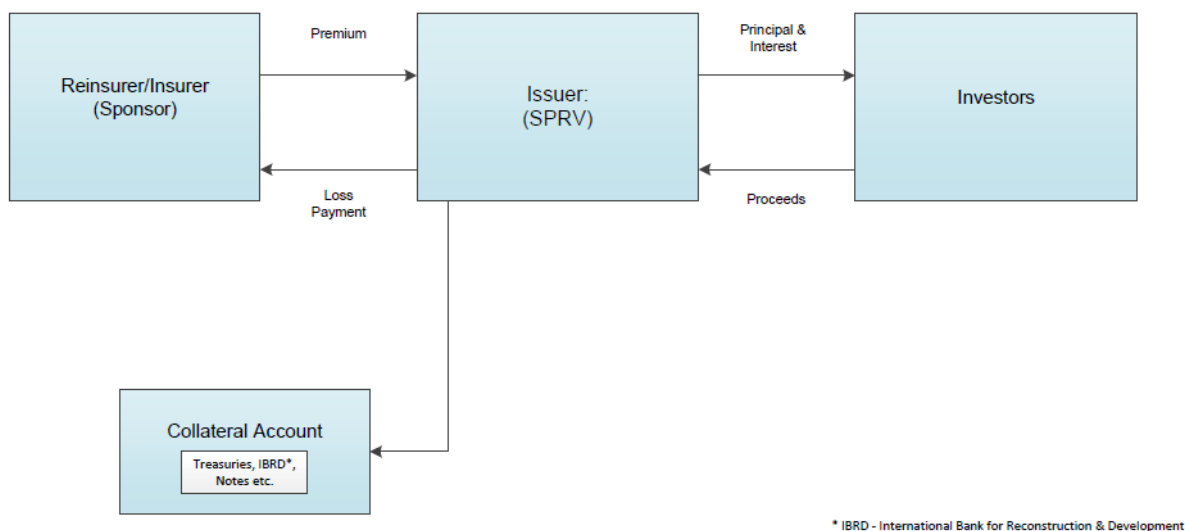 Premium
Principal &
Interest
Reinsurer/Insurer
(Sponsor)
Issuer:
(SPRV)
Investors
Loss
Payment
Proceeds
Collateral Account
Treasuries, IBRD*,
Notes etc.
* IBRD - International Bank for Reconstruction & Development